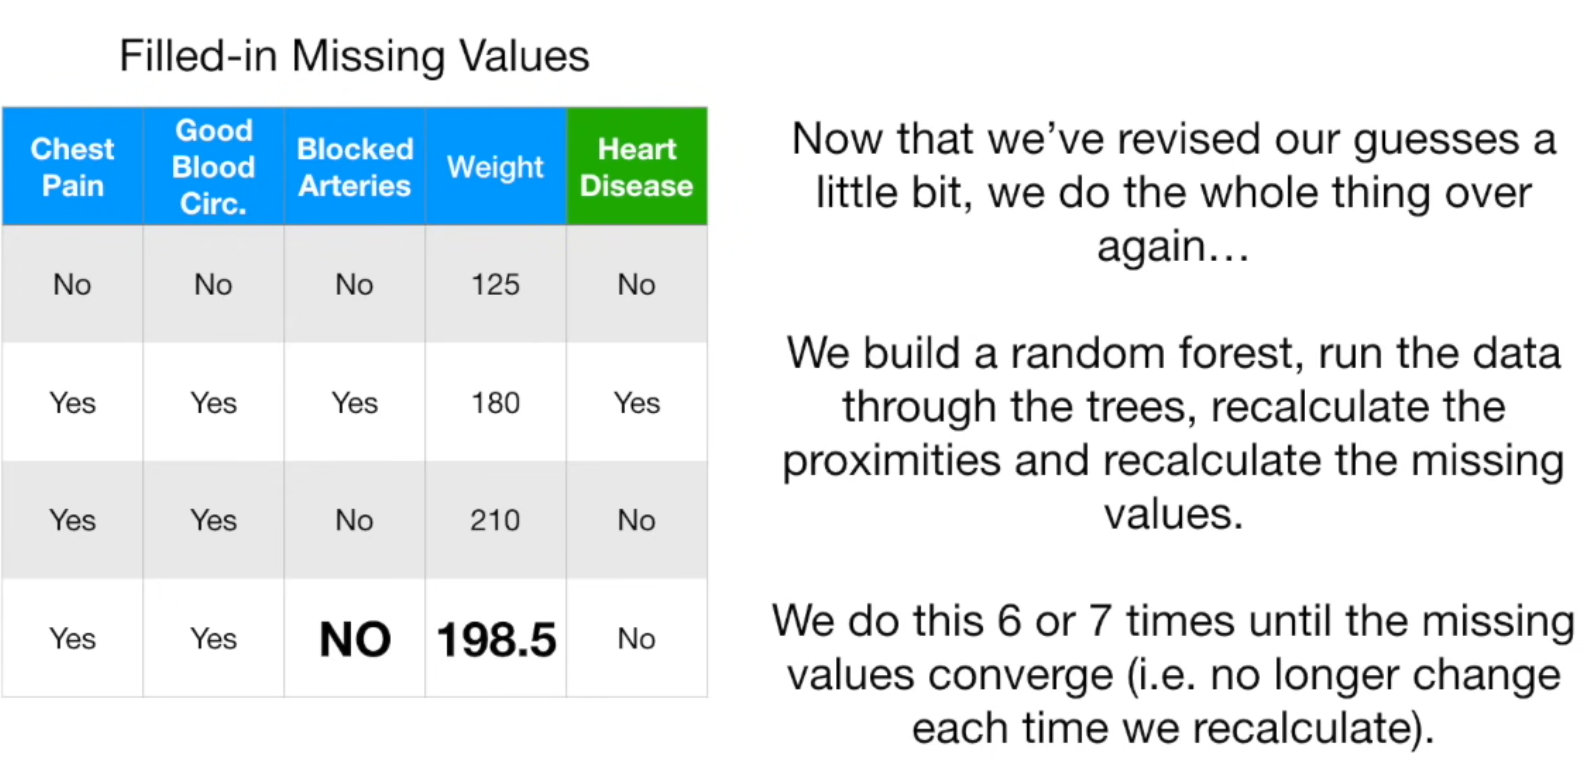 Filled-in Missing Values
Chest Pain
Good Blood Circ.
Blocked Arteries
Weight
Heart Disease
No No No 125 No
Yes Yes Yes 180 Yes
Yes Yes No 210 No
Yes Yes NO 198.5 No
Now that we’ve revised our guesses a
little bit, we do the whole thing over
again…
We build a random forest, run the data
through the trees, recalculate the
proximities and recalculate the missing
values.
We do this 6 or 7 times until the missing
values converge (i.e. no longer change
each time we recalculate).